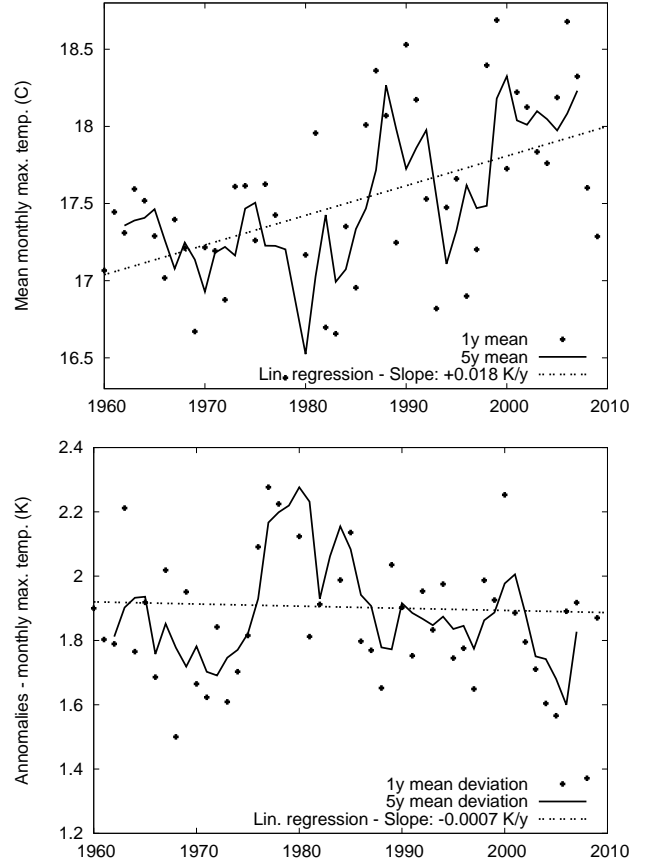 18.5
18
17.5
17
16.5
Mean monthly max. temp. (C)
1y mean
5y mean
Lin. regression - Slope: +0.018 K/y
1960 1970 1980 1990 2000 2010
2.4
2.2
2
1.8
1.6
1.4
1.2
Annomalies - monthly max. temp. (K)
1y mean deviation
5y mean deviation
Lin. regression - Slope: -0.0007 K/y
1960 1970 1980 1990 2000 2010